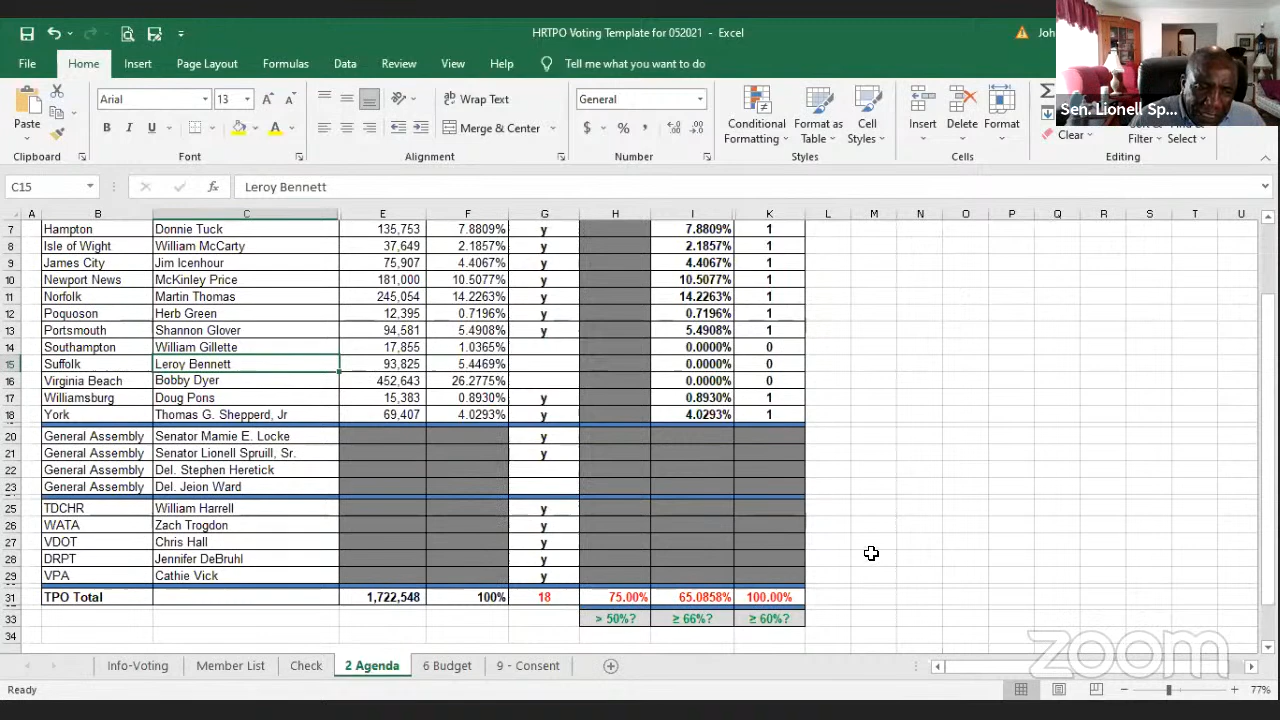 HRTPO Voting Template for 052021 - Excel
Joh
File Home Insert Page Layout Formulas Data Review View Help Tell me what you want to do
Sen. Lionell Sp...
Paste
Clipboard
Arial 13
B I U
Font
Wrap Text
Merge & Center
Alignment
General
$ % ,
Number
Conditional Formatting
Format as Table
Cell Styles
Styles
Insert Delete Format
Cells
Clear
Filter Select
Editing
C15 fx Leroy Bennett
A B C E F G H I K L M N O P Q R S T U
7 Hampton Donnie Tuck 135,753 7.8809% y 7.8809% 1
8 Isle of Wight William McCarty 37,649 2.1857% y 2.1857% 1
9 James City Jim Icenhour 75,907 4.4067% y 4.4067% 1
10 Newport News McKinley Price 181,000 10.5077% y 10.5077% 1
11 Norfolk Martin Thomas 245,054 14.2263% y 14.2263% 1
12 Poquoson Herb Green 12,395 0.7196% y 0.7196% 1
13 Portsmouth Shannon Glover 94,581 5.4908% y 5.4908% 1
14 Southampton William Gillette 17,855 1.0365% 0.0000% 0
15 Suffolk Leroy Bennett 93,825 5.4469% 0.0000% 0
16 Virginia Beach Bobby Dyer 452,643 26.2775% 0.0000% 0
17 Williamsburg Doug Pons 15,383 0.8930% y 0.8930% 1
18 York Thomas G. Shepperd, Jr 69,407 4.0293% y 4.0293% 1
20 General Assembly Senator Mamie E. Locke y
21 General Assembly Senator Lionell Spruill, Sr. y
22 General Assembly Del. Stephen Heretick
23 General Assembly Del. Jeion Ward
25 TDCHR William Harrell y
26 WATA Zach Trogdon y
27 VDOT Chris Hall y
28 DRPT Jennifer DeBruhl y
29 VPA Cathie Vick y
31 TPO Total 1,722,548 100% 18 75.00% 65.0858% 100.00%
33 > 50%? ≥ 66%? ≥ 60%?
34
zoom
Info-Voting Member List Check 2 Agenda 6 Budget 9 - Consent
Ready 77%